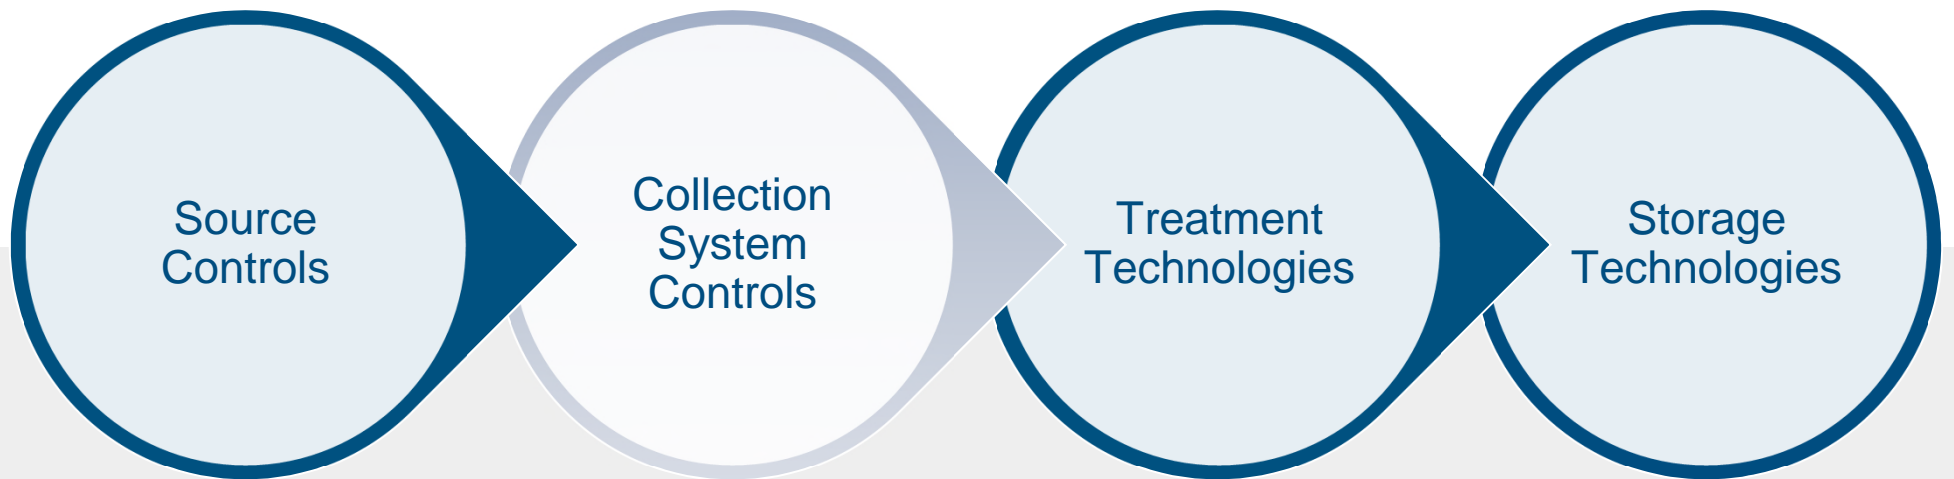 Source
Controls
Collection
System
Controls
Treatment
Technologies
Storage
Technologies